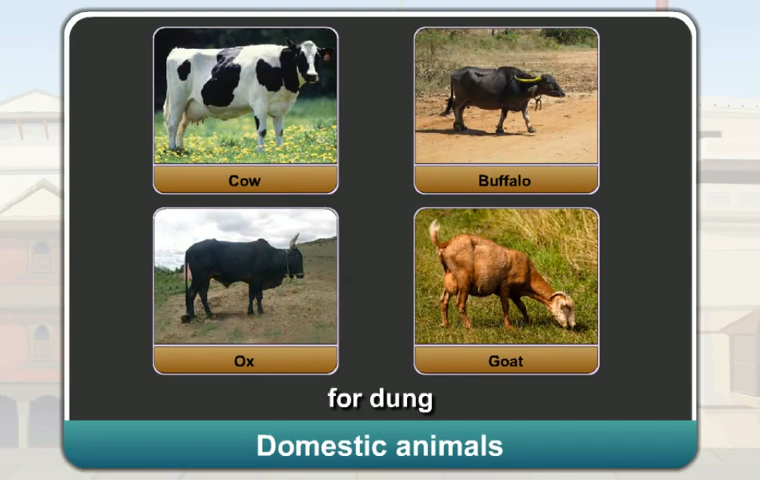 Cow
Buffalo
Ox
Goat
for dung
Domestic animals